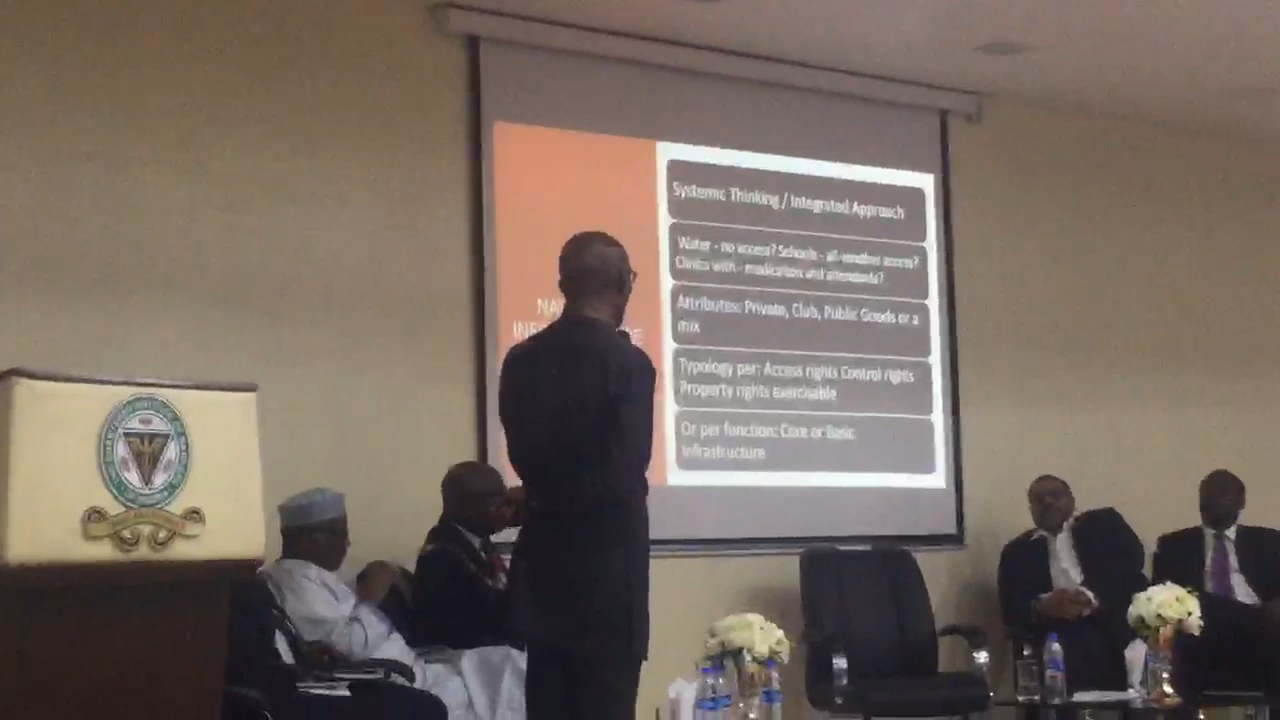 NA
INF
Systemic Thinking / Integrated Approach
Water - no access? Schools - all-weather access?
Clinics with - medication and attendants?
Attributes: Private, Club, Public Goods or a
mix
Typology per: Access rights Control rights
Property rights exercisable
Or per function: Core or Basic
Infrastructure